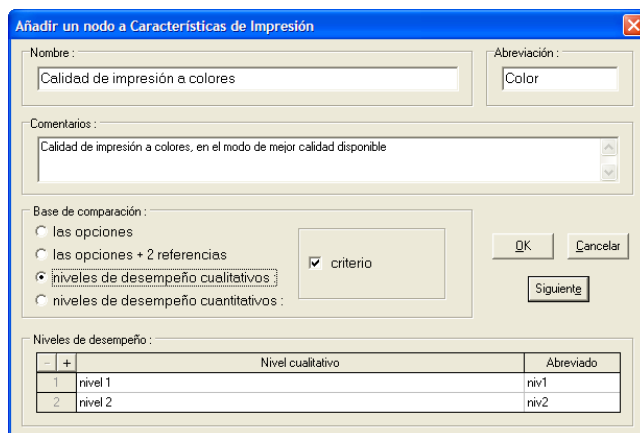 Añadir un nodo a Características de Impresión
Nombre :
Abreviación :
Calidad de impresión a colores
Color
Comentarios :
Calidad de impresión a colores, en el modo de mejor calidad disponible
Base de comparación :
las opciones
las opciones + 2 referencias
niveles de desempeño cualitativos :
niveles de desempeño cuantitativos :
criterio
OK
Cancelar
Siguiente
Niveles de desempeño :
- + Nivel cualitativo Abreviado
1 nivel 1 niv1
2 nivel 2 niv2